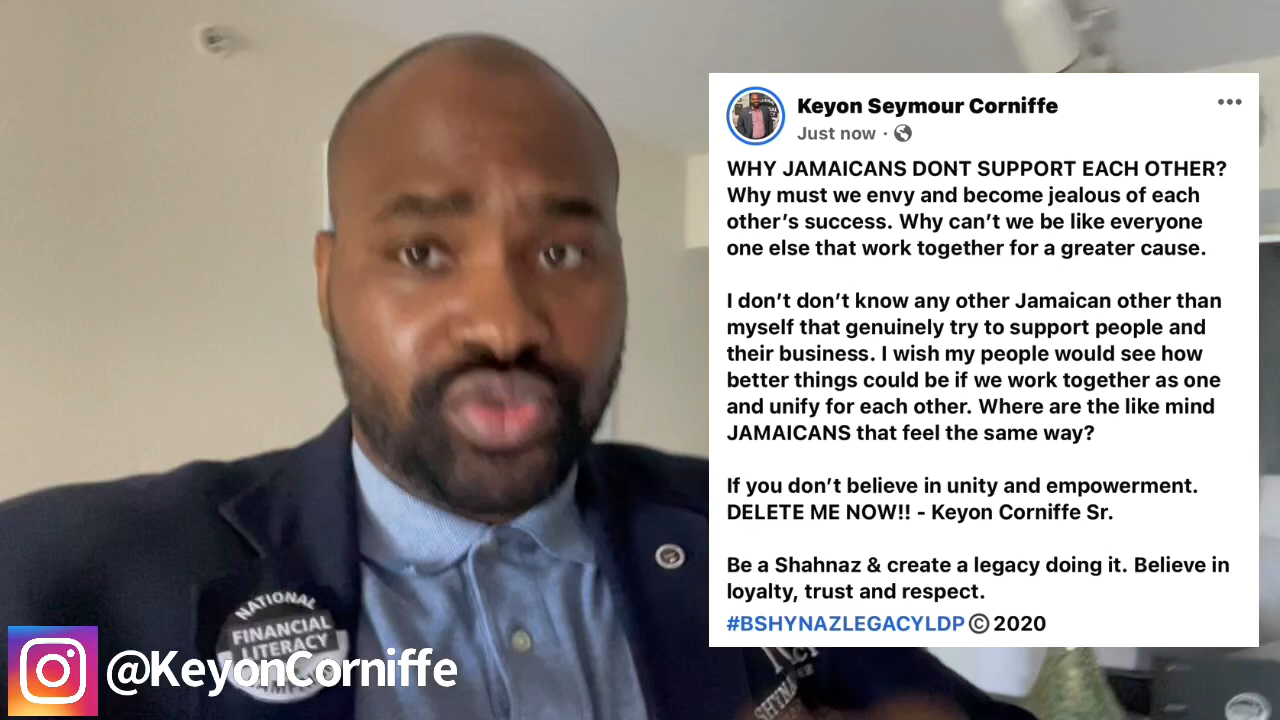 Keyon Seymour Corniffe
Just now ·
WHY JAMAICANS DONT SUPPORT EACH OTHER?
Why must we envy and become jealous of each
other's success. Why can't we be like everyone
one else that work together for a greater cause.
I don't don't know any other Jamaican other than
myself that genuinely try to support people and
their business. I wish my people would see how
better things could be if we work together as one
and unify for each other. Where are the like mind
JAMAICANS that feel the same way?
If you don't believe in unity and empowerment.
DELETE ME NOW!! - Keyon Corniffe Sr.
Be a Shahnaz & create a legacy doing it. Believe in
loyalty, trust and respect.
#BSHYNAZLEGACYLDP © 2020
NATIONAL
FINANCIAL
LITERACY
@KeyonCorniffe